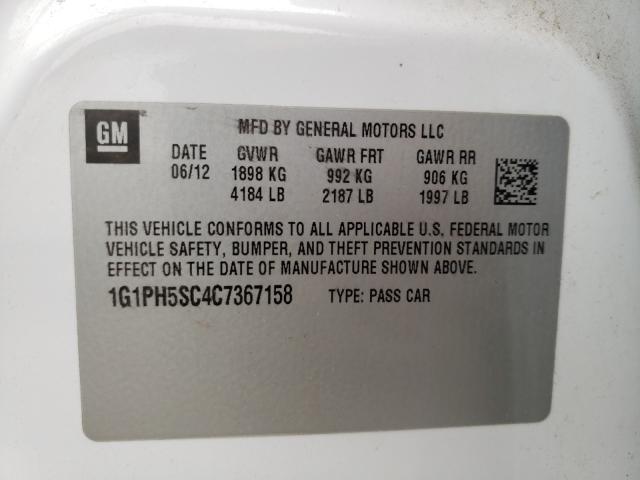 GM
MFD BY GENERAL MOTORS LLC
DATE GVWR GAWR FRT GAWR RR
06/12 1898 KG 992 KG 906 KG
4184 LB 2187 LB 1997 LB
THIS VEHICLE CONFORMS TO ALL APPLICABLE U.S. FEDERAL MOTOR
VEHICLE SAFETY, BUMPER, AND THEFT PREVENTION STANDARDS IN
EFFECT ON THE DATE OF MANUFACTURE SHOWN ABOVE.
1G1PH5SC4C7367158 TYPE: PASS CAR